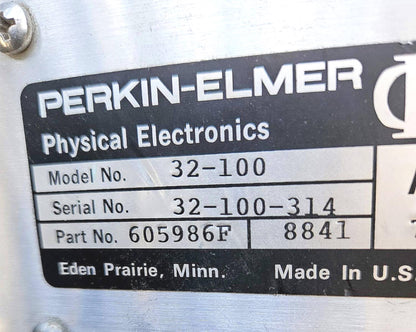 PERKIN-ELMER
Physical Electronics
Model No. 32-100
Serial No. 32-100-314
Part No. 605986F 8841
Eden Prairie, Minn. Made In U.S.